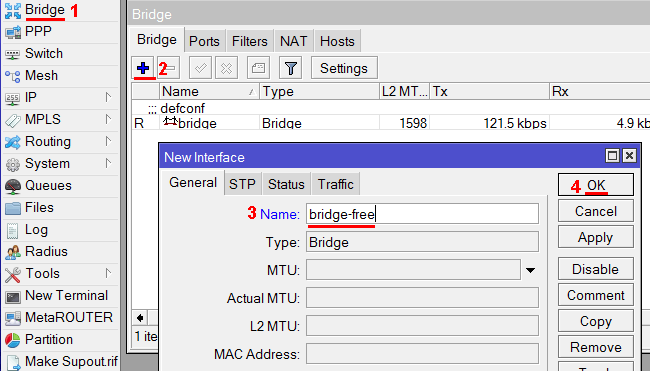 Bridge 1
PPP
Switch
Mesh
IP
MPLS
Routing
System
Queues
Files
Log
Radius
Tools
New Terminal
MetaROUTER
Partition
Make Supout.rif
Bridge
Bridge Ports Filters NAT Hosts
2 Settings
Name Type L2 MT... Tx Rx
;;; defconf
R bridge Bridge 1598 121.5 kbps 4.9 k
1 ite
New Interface
General STP Status Traffic
3 Name: bridge-free
Type: Bridge
MTU:
Actual MTU:
L2 MTU:
MAC Address:
4 OK
Cancel
Apply
Disable
Comment
Copy
Remove